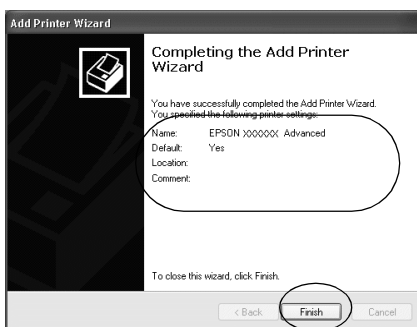 Add Printer Wizard
Completing the Add Printer
Wizard
You have successfully completed the Add Printer Wizard.
You specified the following printer settings:
Name: EPSON XXXXXX Advanced
Default: Yes
Location:
Comment:
To close this wizard, click Finish.
< Back Finish Cancel